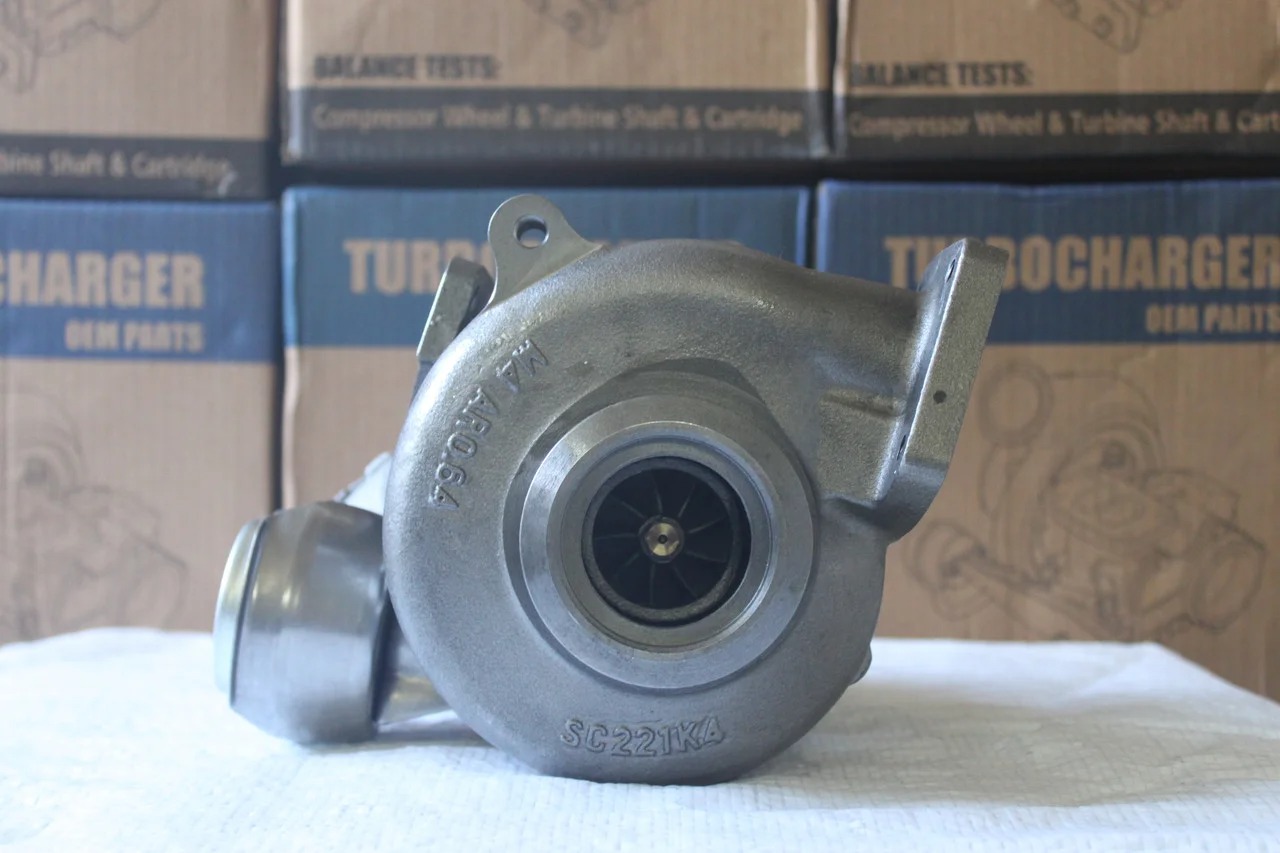 BALANCE TESTS:
Compressor Wheel & Turbine Shaft & Cartridge
BALANCE TESTS:
Compressor Wheel & Turbine Shaft & Cart
bine Shaft & Cartridge
CHARGER
OEM PARTS
TURB
TURBOCHARGER
OEM PARTS
M4 AR0.64
SC221KA